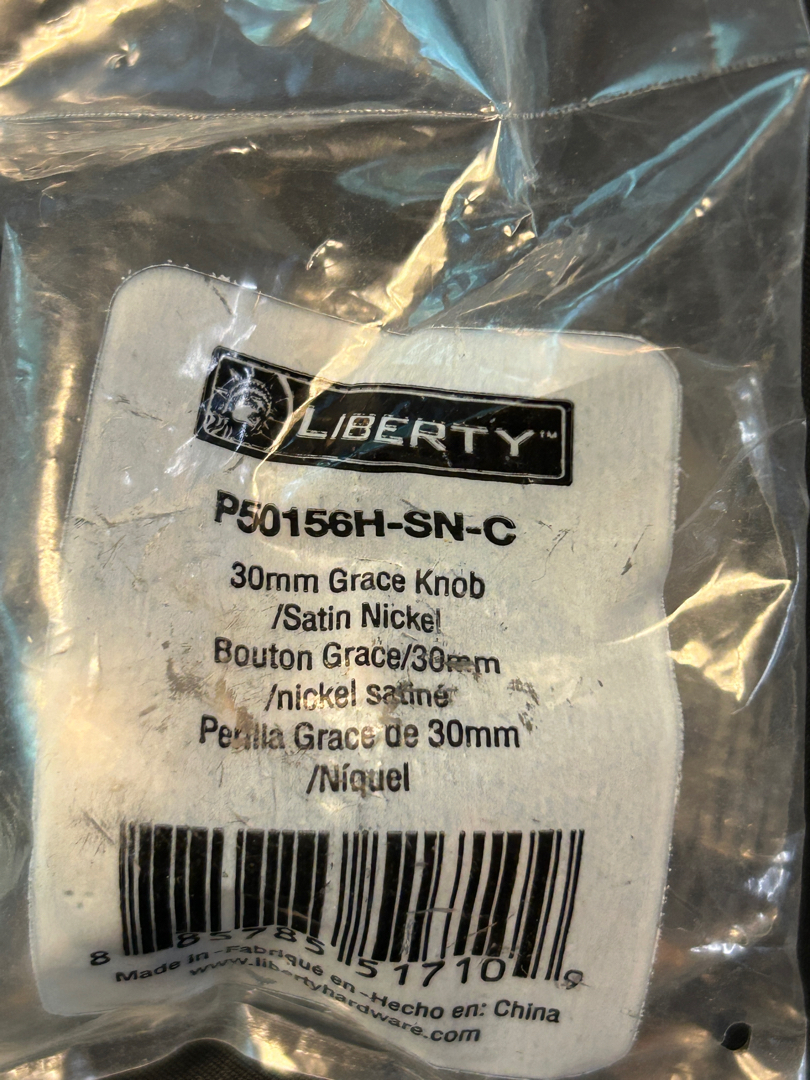 LIBERTY™
P50156H-SN-C
30mm Grace Knob
/Satin Nickel
Bouton Grace/30mm
/nickel satiné
Perilla Grace de 30mm
/Níquel
8 85785 51710 9
Made in -Fabriqué en -Hecho en: China
www.libertyhardware.com